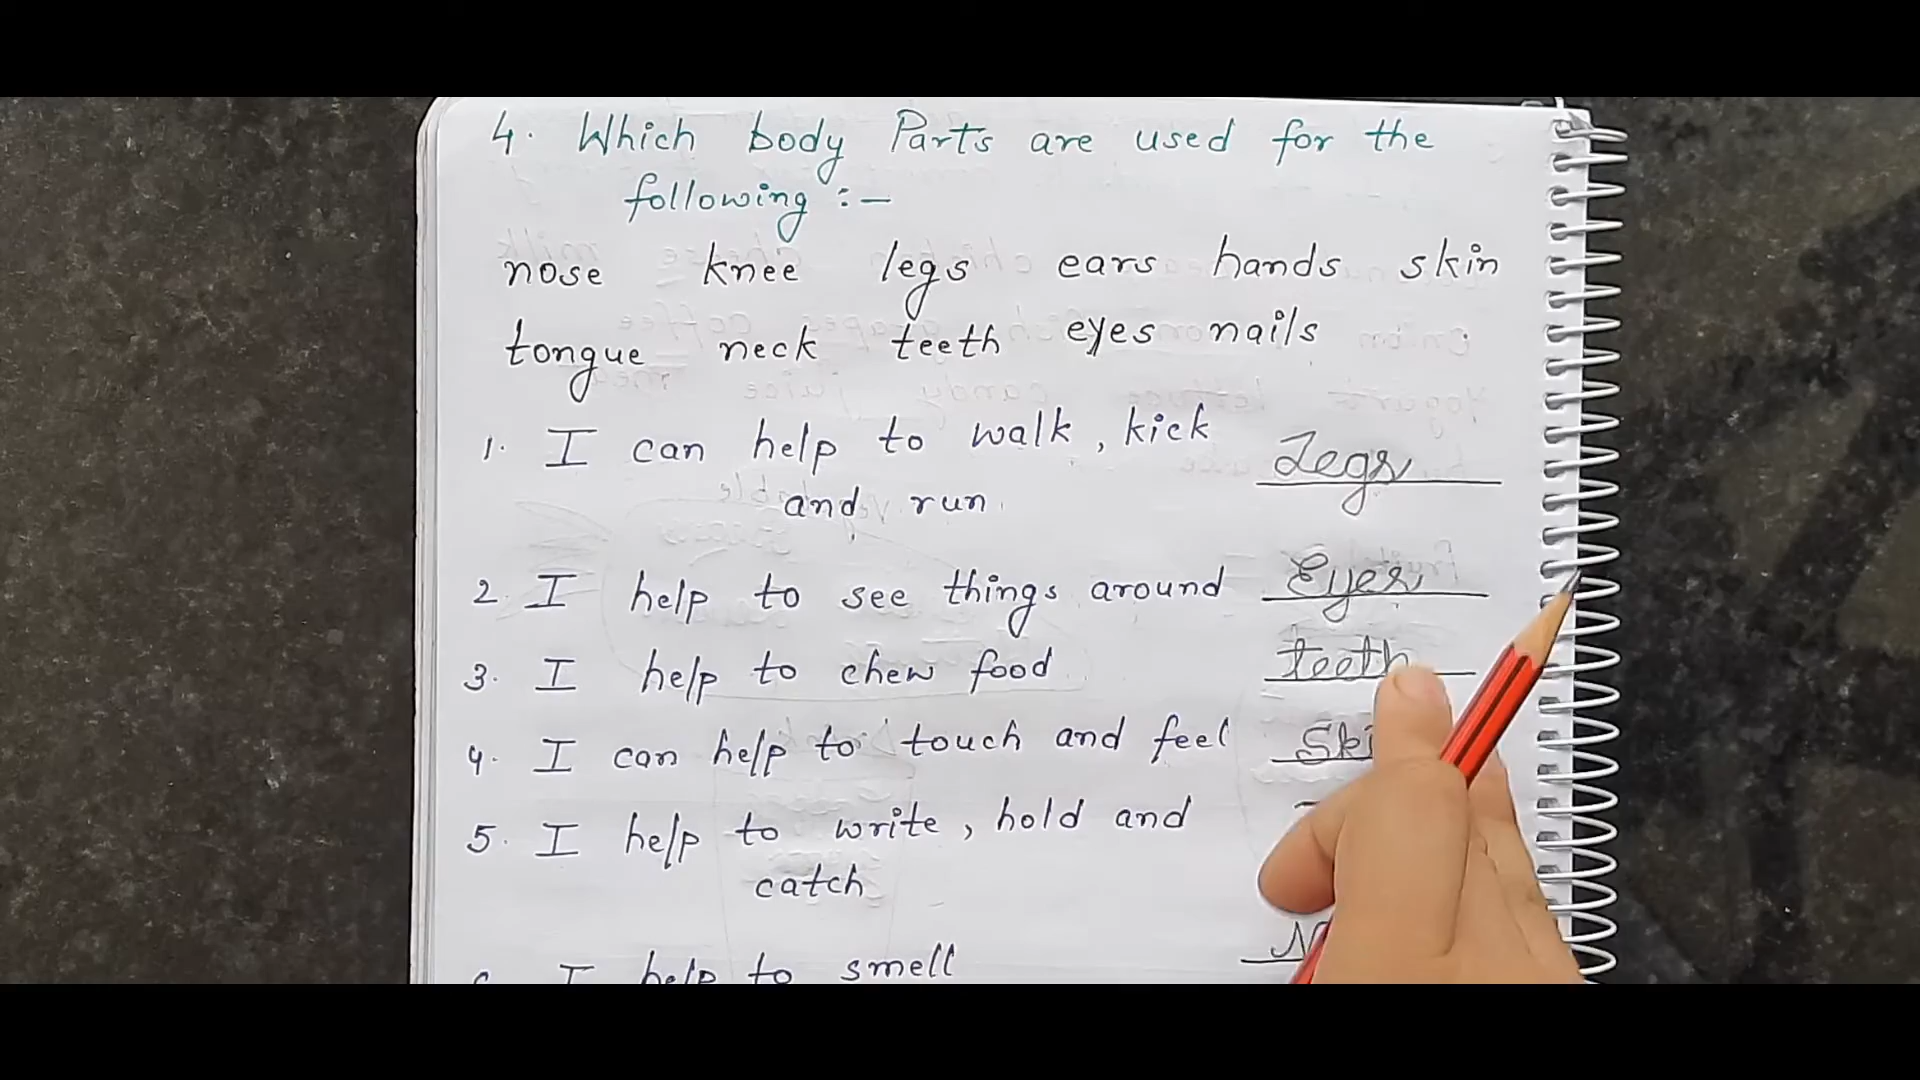 4. Which body Parts are used for the
following :-
nose knee legs ears hands skin
tongue neck teeth eyes nails
1. I can help to walk, kick Legs
and run.
2. I help to see things around Eyes
3. I help to chew food teeth
4. I can help to touch and feel
5. I help to write, hold and
catch
I help to smell